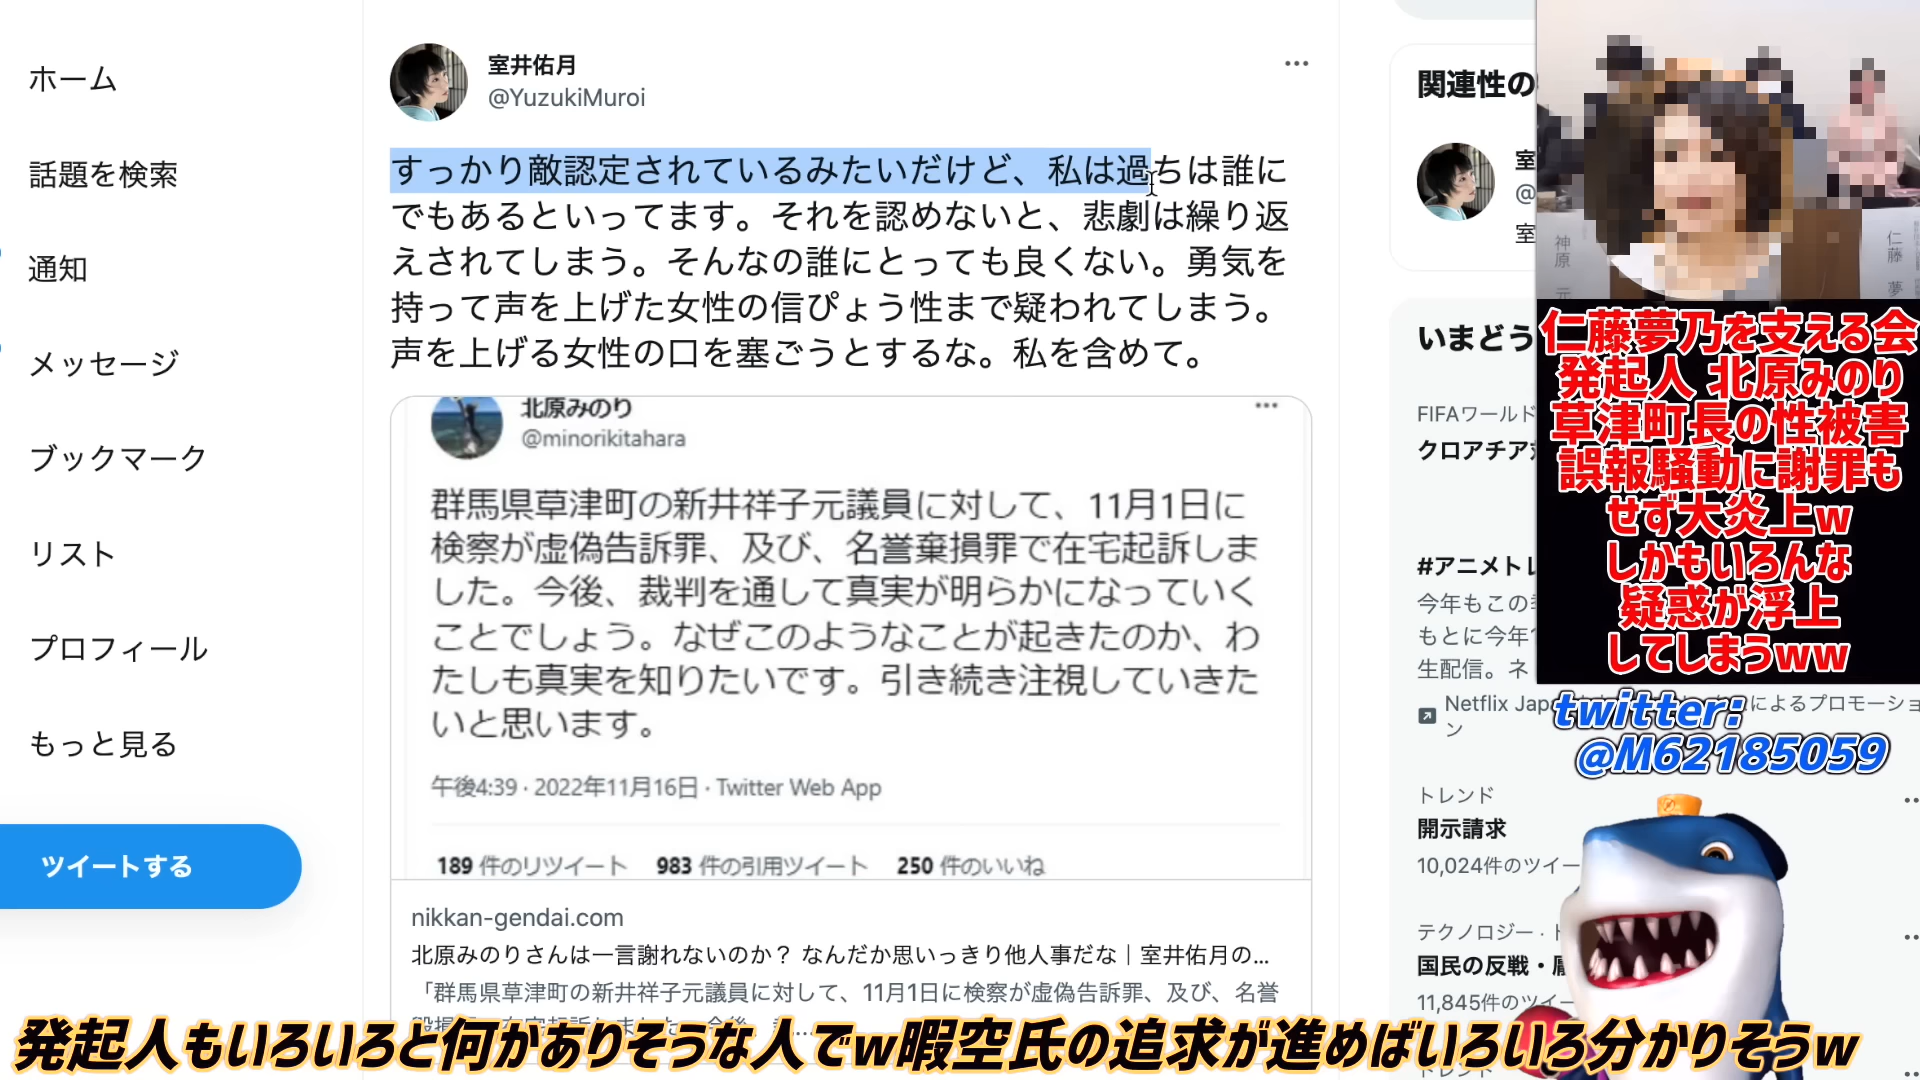 ホーム
話題を検索
通知
メッセージ
ブックマーク
リスト
プロフィール
もっと見る
ツイートする
室井佑月
@YuzukiMuroi
すっかり敵認定されているみたいだけど、私は過ちは誰に
でもあるといってます。それを認めないと、悲劇は繰り返
えされてしまう。そんなの誰にとっても良くない。勇気を
持って声を上げた女性の信ぴょう性まで疑われてしまう。
声を上げる女性の口を塞ごうとするな。私を含めて。
北原みのり
@minorikitahara
群馬県草津町の新井祥子元議員に対して、11月1日に
検察が虚偽告訴罪、及び、名誉棄損罪で在宅起訴しま
した。今後、裁判を通して真実が明らかになっていく
ことでしょう。なぜこのようなことが起きたのか、わ
たしも真実を知りたいです。引き続き注視していきた
いと思います。
午後4:39 · 2022年11月16日 · Twitter Web App
189 件のリツイート 983 件の引用ツイート 250 件のいいね
nikkan-gendai.com
北原みのりさんは一言謝れないのか？ なんだか思いっきり他人事だな｜室井佑月の...
「群馬県草津町の新井祥子元議員に対して、11月1日に検察が虚偽告訴罪、及び、名誉
関連性の
室
@
室
いまどう
FIFAワールド
クロアチア
#アニメトレ
今年もこの
もとに今年
生配信。ネ
Netflix Jap によるプロモーショ
ン
トレンド
開示請求
10,024件のツイー
テクノロジー · ト
国民の反戦・
11,845件のツイー
トレンド
神原 元
仁藤 夢
仁藤夢乃を支える会
発起人 北原みのり
草津町長の性被害
誤報騒動に謝罪も
せず大炎上w
しかもいろんな
疑惑が浮上
してしまうww
twitter:
@M62185059
発起人もいろいろと何かありそうな人でw暇空氏の追求が進めばいろいろ分かりそうw